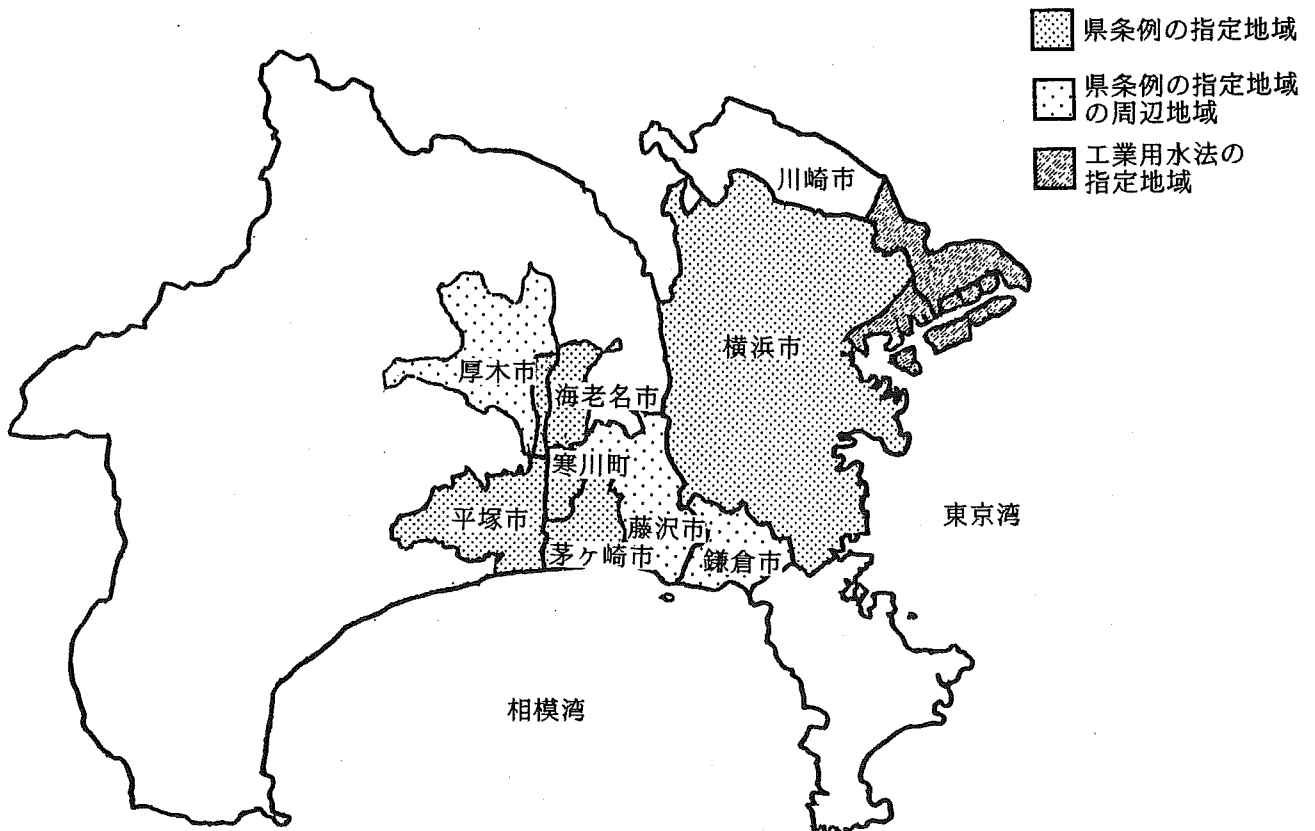 県条例の指定地域
県条例の指定地域
の周辺地域
工業用水法の
指定地域
川崎市
横浜市
厚木市
海老名市
寒川町
平塚市
藤沢市
茅ヶ崎市
鎌倉市
東京湾
相模湾